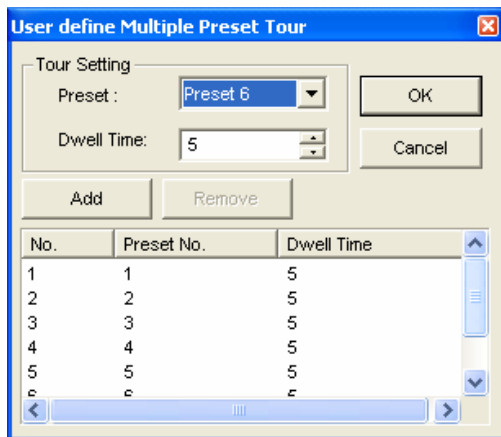 User define Multiple Preset Tour
Tour Setting
Preset : Preset 6
OK
Dwell Time: 5
Cancel
Add Remove
No. Preset No. Dwell Time
1 1 5
2 2 5
3 3 5
4 4 5
5 5 5